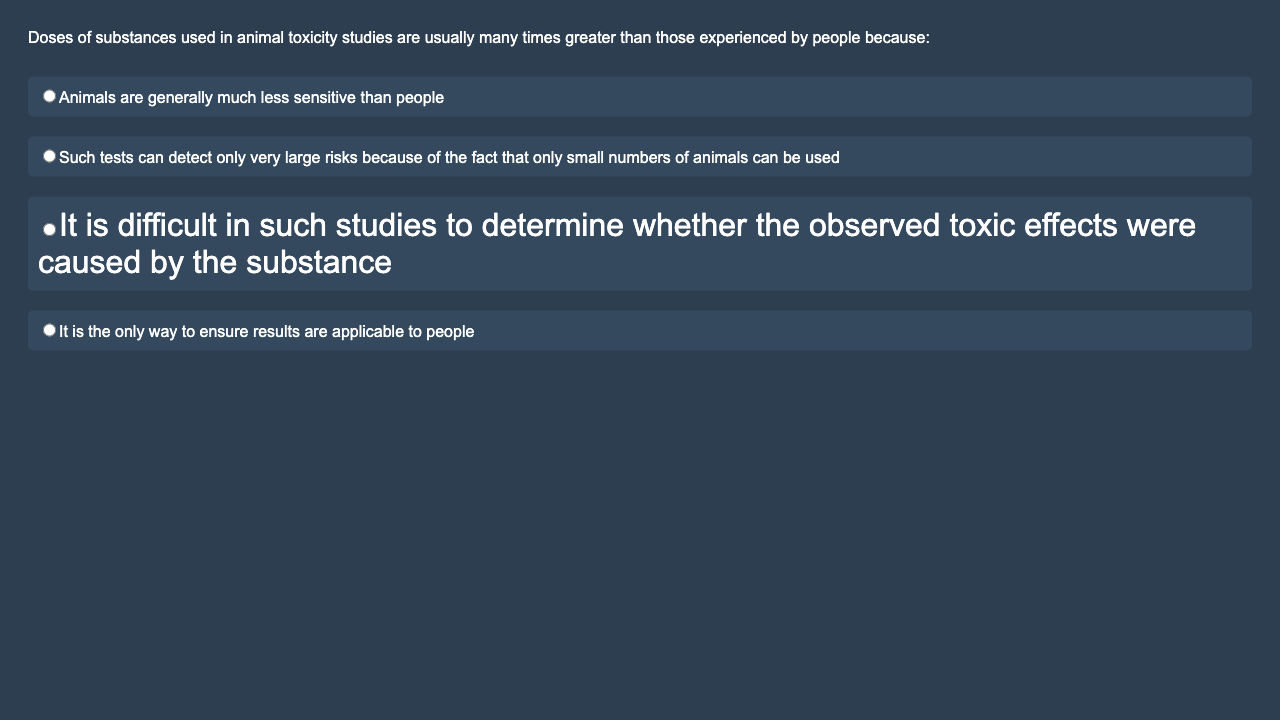 Doses of substances used in animal toxicity studies are usually many times greater than those experienced by people because:
Animals are generally much less sensitive than people
Such tests can detect only very large risks because of the fact that only small numbers of animals can be used
It is difficult in such studies to determine whether the observed toxic effects were
caused by the substance
It is the only way to ensure results are applicable to people